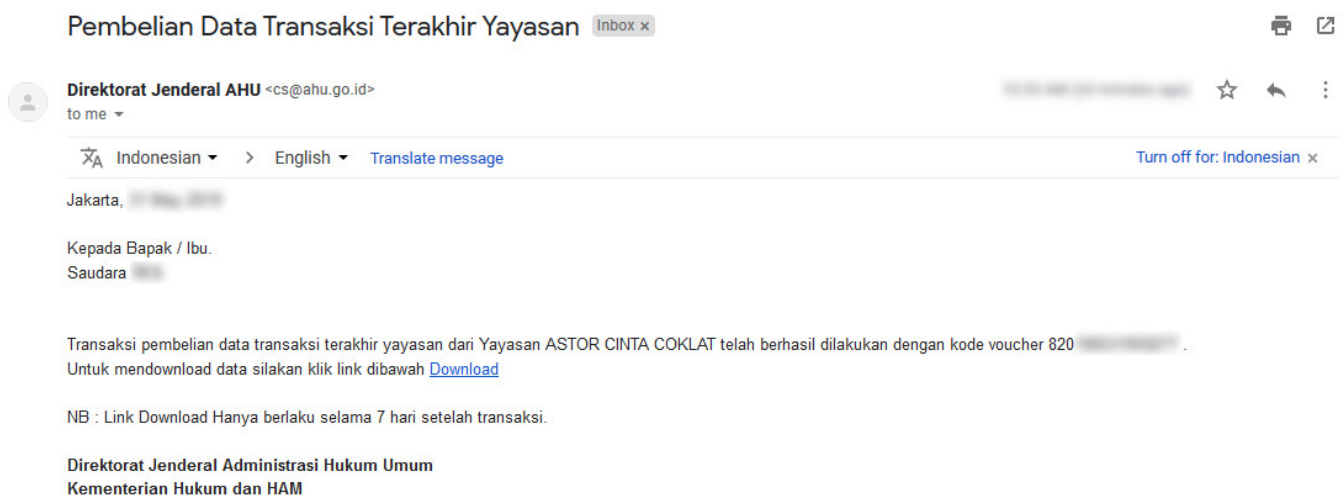 Pembelian Data Transaksi Terakhir Yayasan Inbox x
Direktorat Jenderal AHU <cs@ahu.go.id>
to me
Indonesian > English Translate message Turn off for: Indonesian x
Jakarta,
Kepada Bapak / Ibu.
Saudara
Transaksi pembelian data transaksi terakhir yayasan dari Yayasan ASTOR CINTA COKLAT telah berhasil dilakukan dengan kode voucher 820 .
Untuk mendownload data silakan klik link dibawah Download
NB : Link Download Hanya berlaku selama 7 hari setelah transaksi.
Direktorat Jenderal Administrasi Hukum Umum
Kementerian Hukum dan HAM